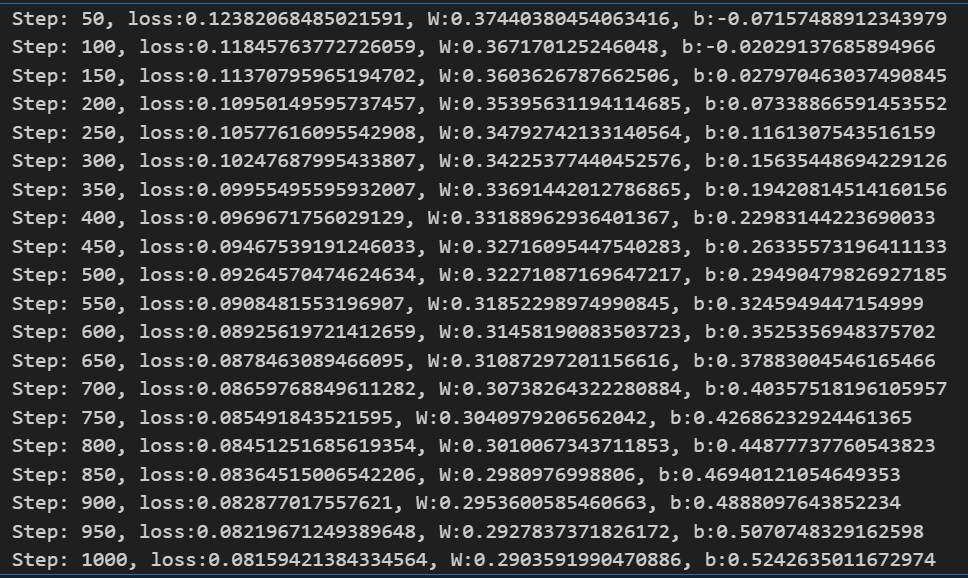 Step: 50, loss:0.12382068485021591, W:0.37440380454063416, b:-0.07157488912343979
Step: 100, loss:0.11845763772726059, W:0.367170125246048, b:-0.02029137685894966
Step: 150, loss:0.11370795965194702, W:0.3603626787662506, b:0.027970463037490845
Step: 200, loss:0.10950149595737457, W:0.35395631194114685, b:0.07338866591453552
Step: 250, loss:0.10577616095542908, W:0.34792742133140564, b:0.1161307543516159
Step: 300, loss:0.10247687995433807, W:0.34225377440452576, b:0.15635448694229126
Step: 350, loss:0.09955495595932007, W:0.33691442012786865, b:0.19420814514160156
Step: 400, loss:0.0969671756029129, W:0.33188962936401367, b:0.22983144223690033
Step: 450, loss:0.09467539191246033, W:0.32716095447540283, b:0.26335573196411133
Step: 500, loss:0.09264570474624634, W:0.32271087169647217, b:0.29490479826927185
Step: 550, loss:0.0908481553196907, W:0.31852298974990845, b:0.3245949447154999
Step: 600, loss:0.08925619721412659, W:0.31458190083503723, b:0.3525356948375702
Step: 650, loss:0.0878463089466095, W:0.31087297201156616, b:0.37883004546165466
Step: 700, loss:0.08659768849611282, W:0.30738264322280884, b:0.40357518196105957
Step: 750, loss:0.085491843521595, W:0.3040979206562042, b:0.42686232924461365
Step: 800, loss:0.08451251685619354, W:0.3010067343711853, b:0.44877737760543823
Step: 850, loss:0.08364515006542206, W:0.2980976998806, b:0.46940121054649353
Step: 900, loss:0.082877017557621, W:0.2953600585460663, b:0.4888097643852234
Step: 950, loss:0.08219671249389648, W:0.2927837371826172, b:0.5070748329162598
Step: 1000, loss:0.08159421384334564, W:0.2903591990470886, b:0.5242635011672974